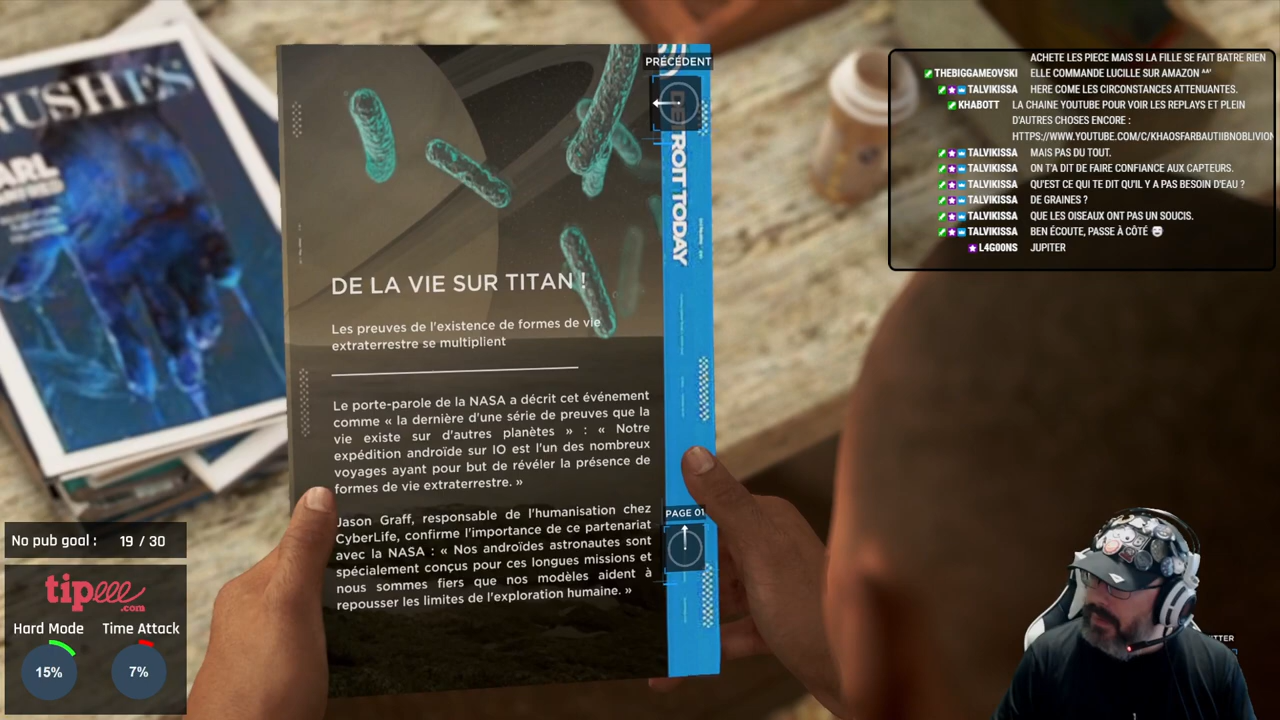 RUSHES
PRÉCÉDENT
DETROIT TODAY
DE LA VIE SUR TITAN !
Les preuves de l'existence de formes de vie
extraterrestre se multiplient
Le porte-parole de la NASA a décrit cet événement
comme « la dernière d'une série de preuves que la
vie existe sur d'autres planètes » : « Notre
expédition androïde sur IO est l'un des nombreux
voyages ayant pour but de révéler la présence de
formes de vie extraterrestre. »
Jason Graff, responsable de l'humanisation chez
CyberLife, confirme l'importance de ce partenariat
avec la NASA : « Nos androïdes astronautes sont
spécialement conçus pour ces longues missions et
nous sommes fiers que nos modèles aident à
repousser les limites de l'exploration humaine. »
PAGE 01
ACHETE LES PIECE MAIS SI LA FILLE SE FAIT BATRE RIEN
THEBIGGAMEOVSKI ELLE COMMANDE LUCILLE SUR AMAZON ^^'
TALVIKISSA HERE COME LES CIRCONSTANCES ATTENUANTES.
KHABOTT LA CHAINE YOUTUBE POUR VOIR LES REPLAYS ET PLEIN
D'AUTRES CHOSES ENCORE :
HTTPS://WWW.YOUTUBE.COM/C/KHAOSFARBAUTIIBNOBLIVION
TALVIKISSA MAIS PAS DU TOUT.
TALVIKISSA ON T'A DIT DE FAIRE CONFIANCE AUX CAPTEURS.
TALVIKISSA QU'EST CE QUI TE DIT QU'IL Y A PAS BESOIN D'EAU ?
TALVIKISSA DE GRAINES ?
TALVIKISSA QUE LES OISEAUX ONT PAS UN SOUCIS.
TALVIKISSA BEN ÉCOUTE, PASSE À CÔTÉ
L4G00NS JUPITER
No pub goal : 19 / 30
tipeee
.com
Hard Mode Time Attack
15% 7%